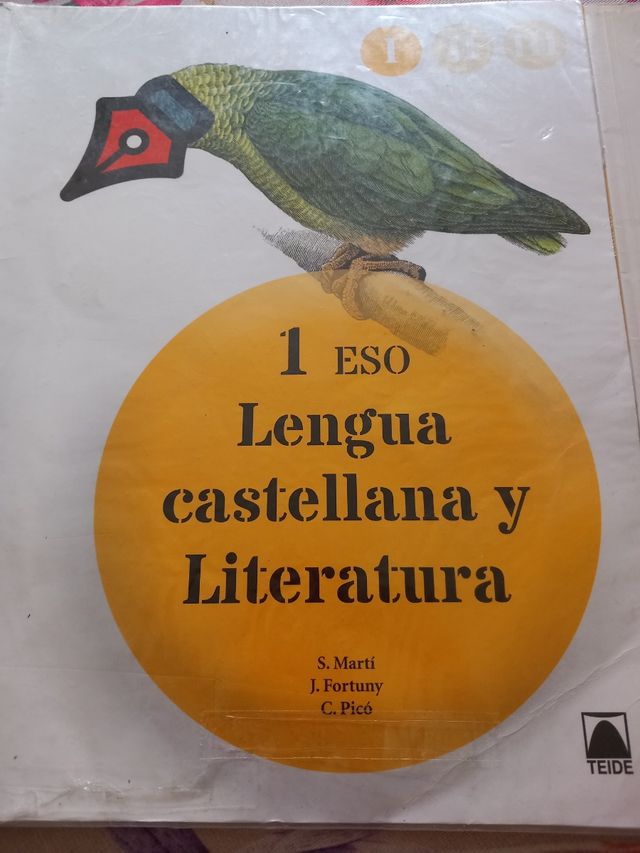 1 ESO
Lengua
castellana y
Literatura
S. Martí
J. Fortuny
C. Picó
TEIDE